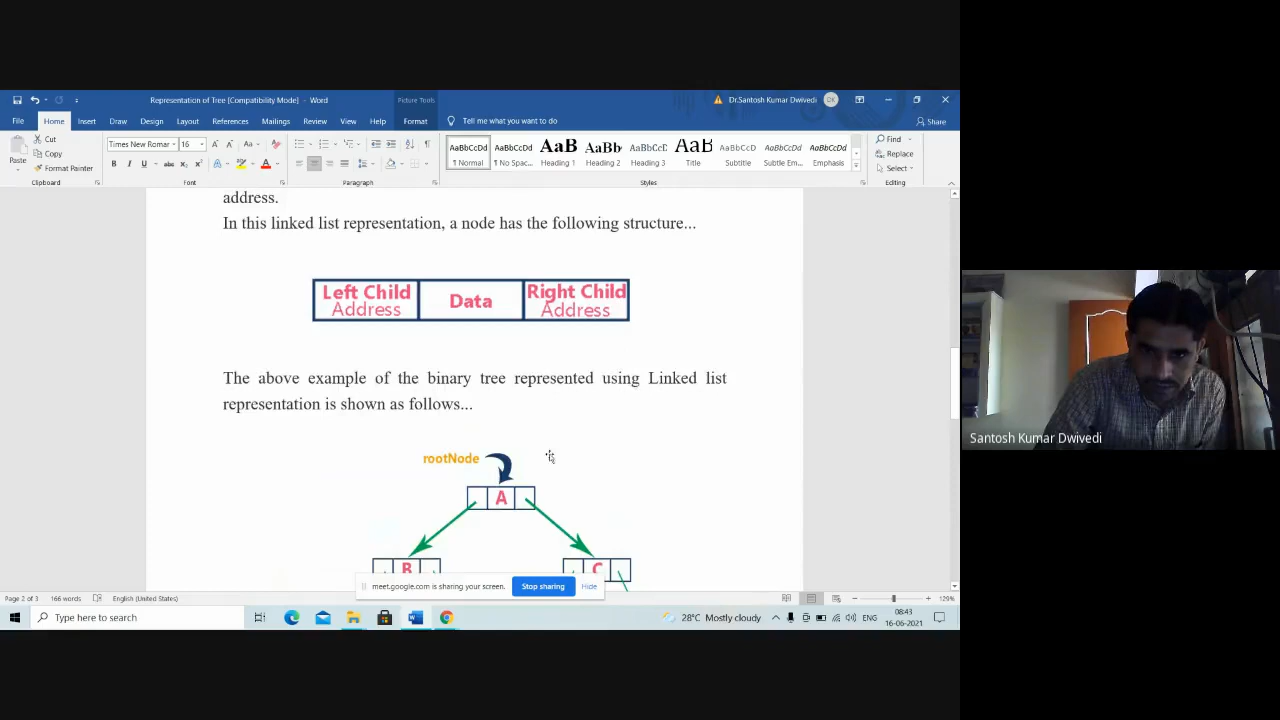 Representation of Tree [Compatibility Mode] - Word
Picture Tools
Dr.Santosh Kumar Dwivedi
DK
File
Home
Insert
Draw
Design
Layout
References
Mailings
Review
View
Help
Format
Tell me what you want to do
Share
Paste
Cut
Copy
Format Painter
Clipboard
Times New Romar
16
Font
Paragraph
AaBbCcDd
¶ Normal
AaBbCcDd
¶ No Spac...
AaB
Heading 1
AaBb
Heading 2
AaBbCcD
Heading 3
AaB
Title
AaBbCcD
Subtitle
AaBbCcDd
Subtle Em...
AaBbCcDd
Emphasis
Styles
Find
Replace
Select
Editing
address.
In this linked list representation, a node has the following structure...
Left Child Address
Data
Right Child Address
The above example of the binary tree represented using Linked list
representation is shown as follows...
rootNode
A
B
C
meet.google.com is sharing your screen.
Stop sharing
Hide
Page 2 of 3
166 words
English (United States)
129%
Type here to search
28°C Mostly cloudy
ENG
08:43
16-06-2021
Santosh Kumar Dwivedi